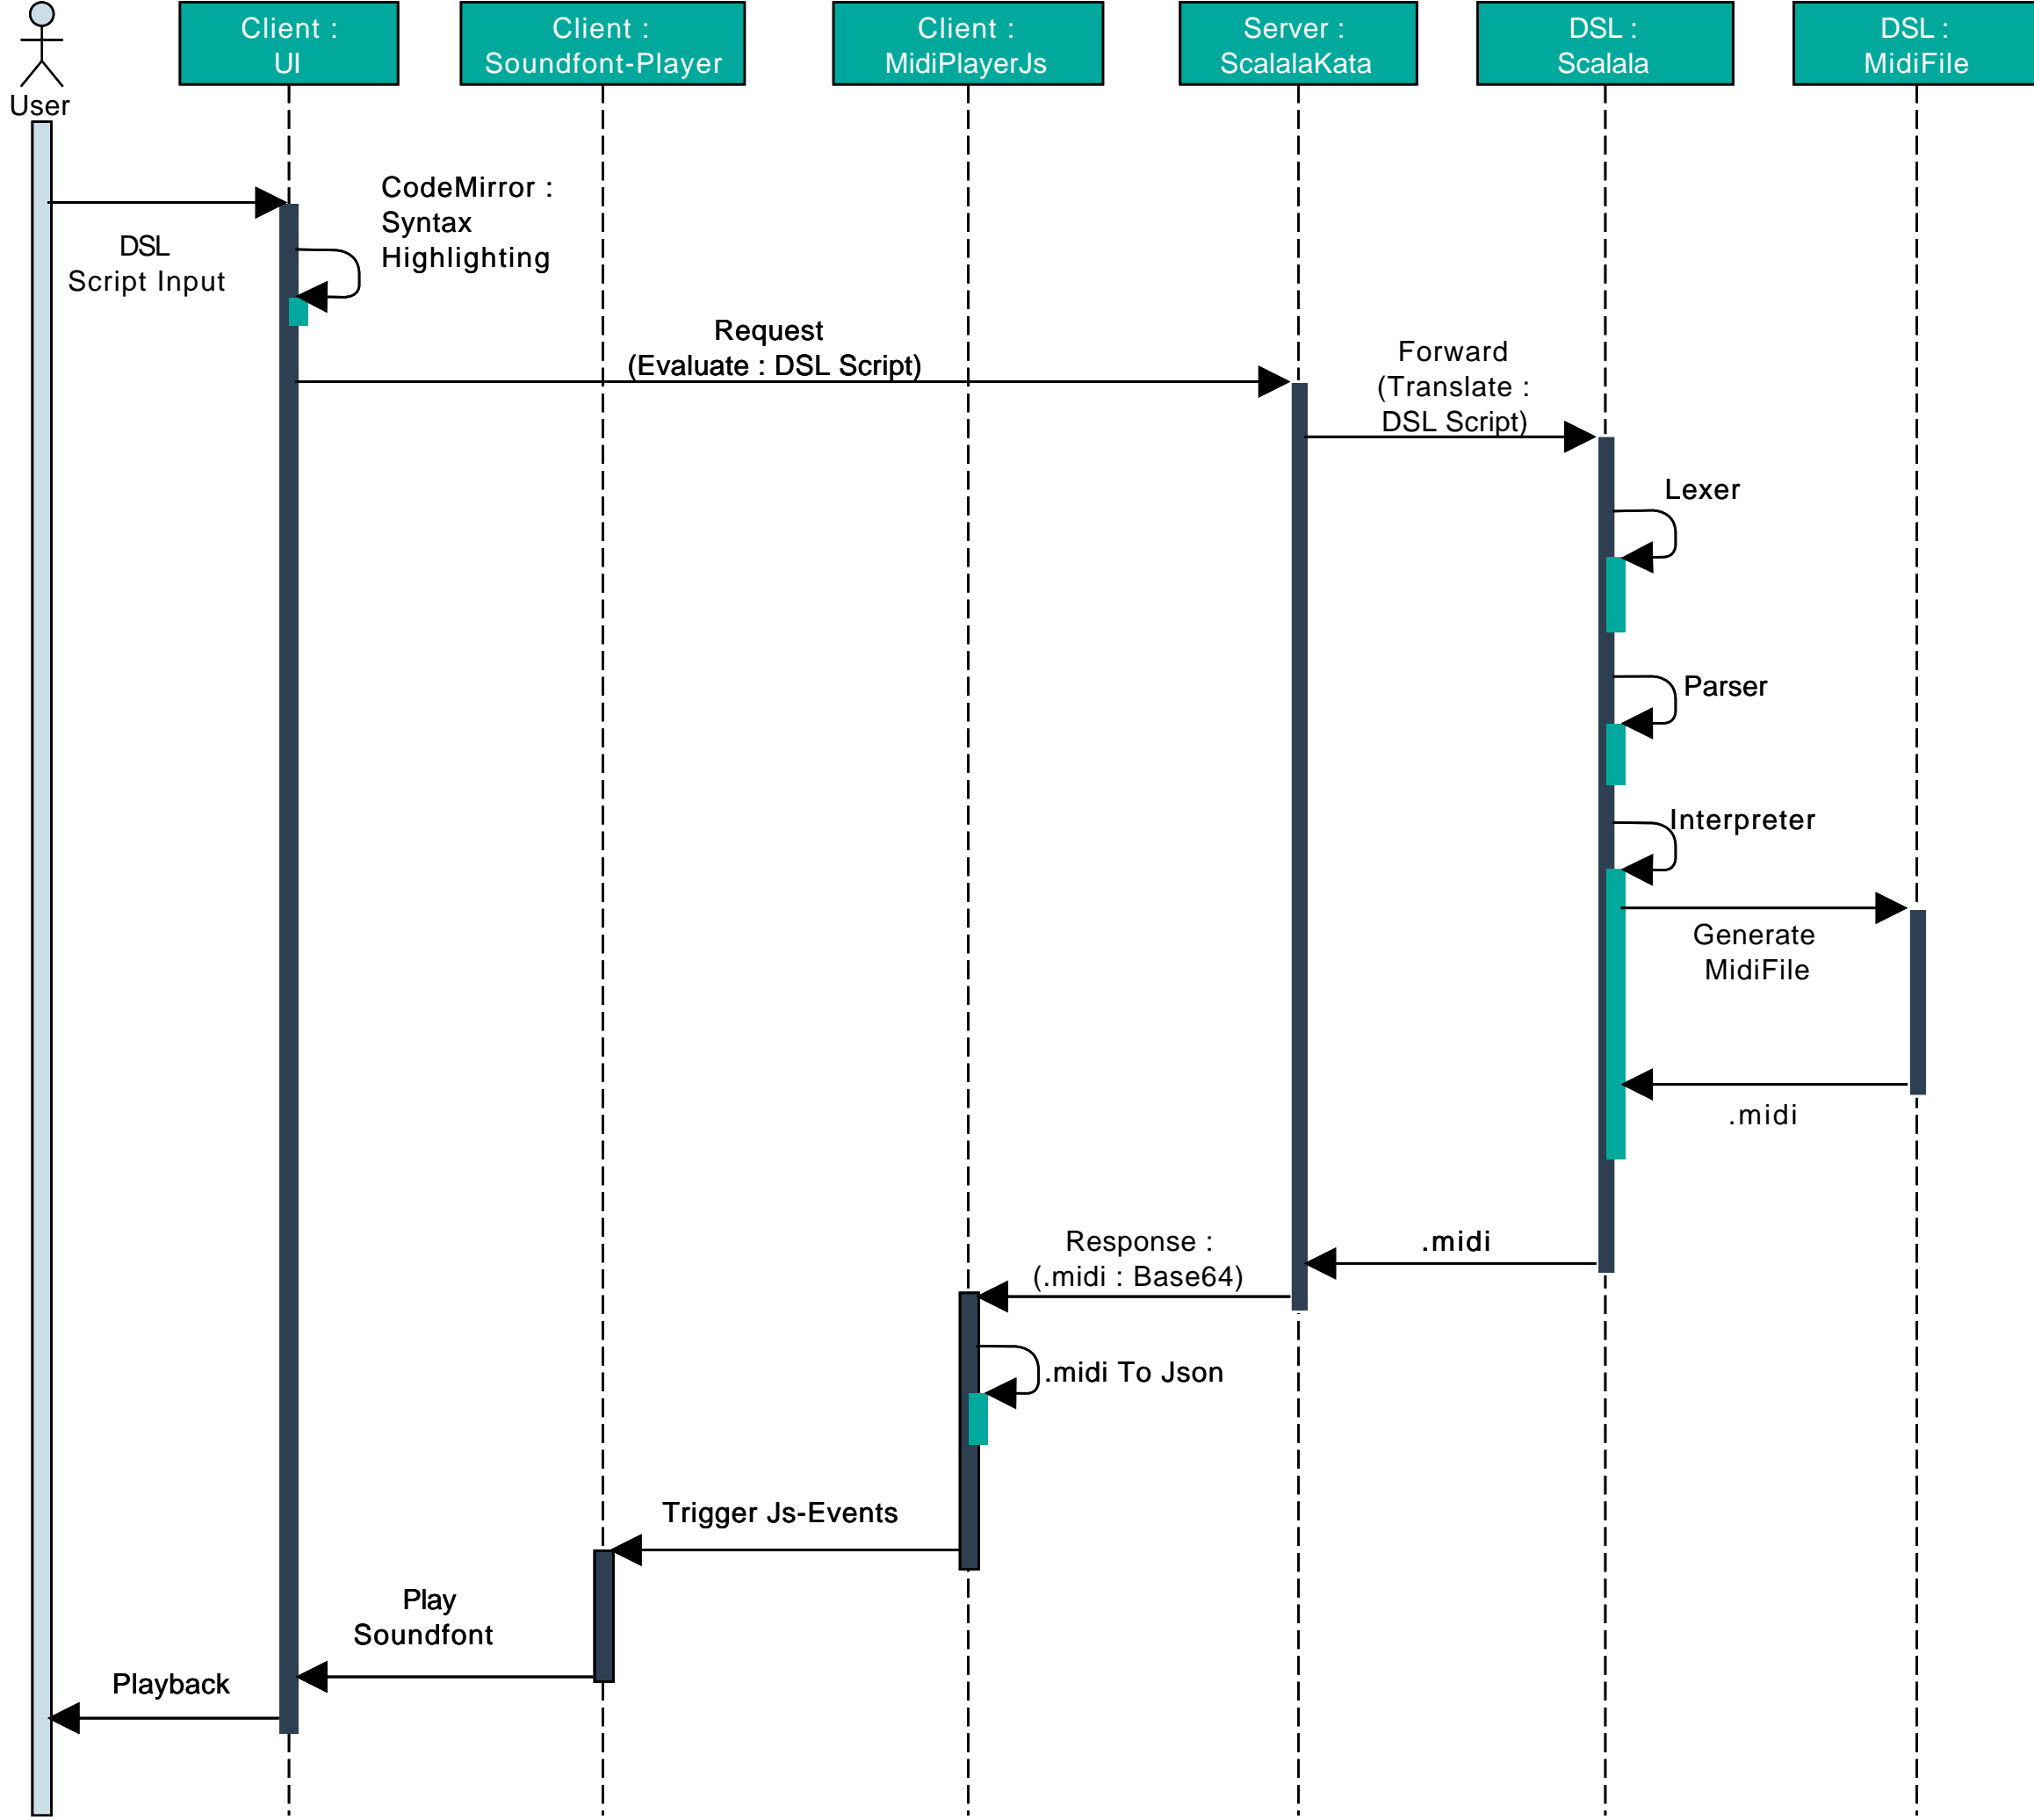 User
Client :
UI
Client :
Soundfont-Player
Client :
MidiPlayerJs
Server :
ScalalaKata
DSL :
Scalala
DSL :
MidiFile
DSL
Script Input
CodeMirror :
Syntax
Highlighting
Request
(Evaluate : DSL Script)
Forward
(Translate :
DSL Script)
Lexer
Parser
Interpreter
Generate
MidiFile
.midi
.midi
Response :
(.midi : Base64)
.midi To Json
Trigger Js-Events
Play
Soundfont
Playback